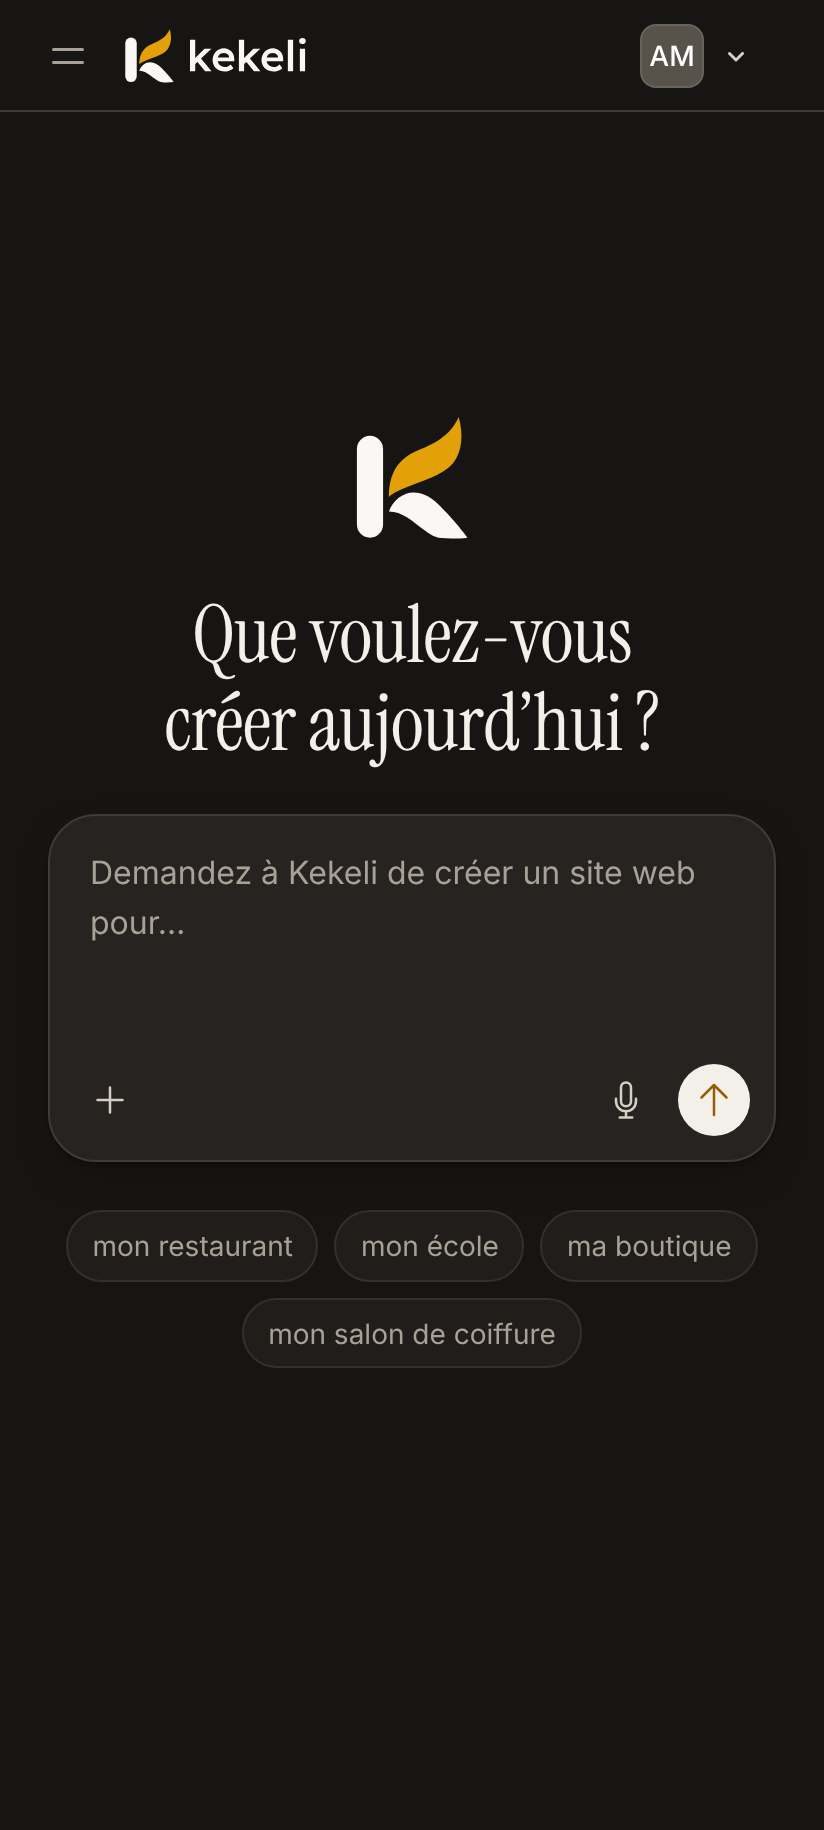 kekeli
AM
Que voulez-vous
créer aujourd’hui ?
Demandez à Kekeli de créer un site web
pour...
mon restaurant
mon école
ma boutique
mon salon de coiffure